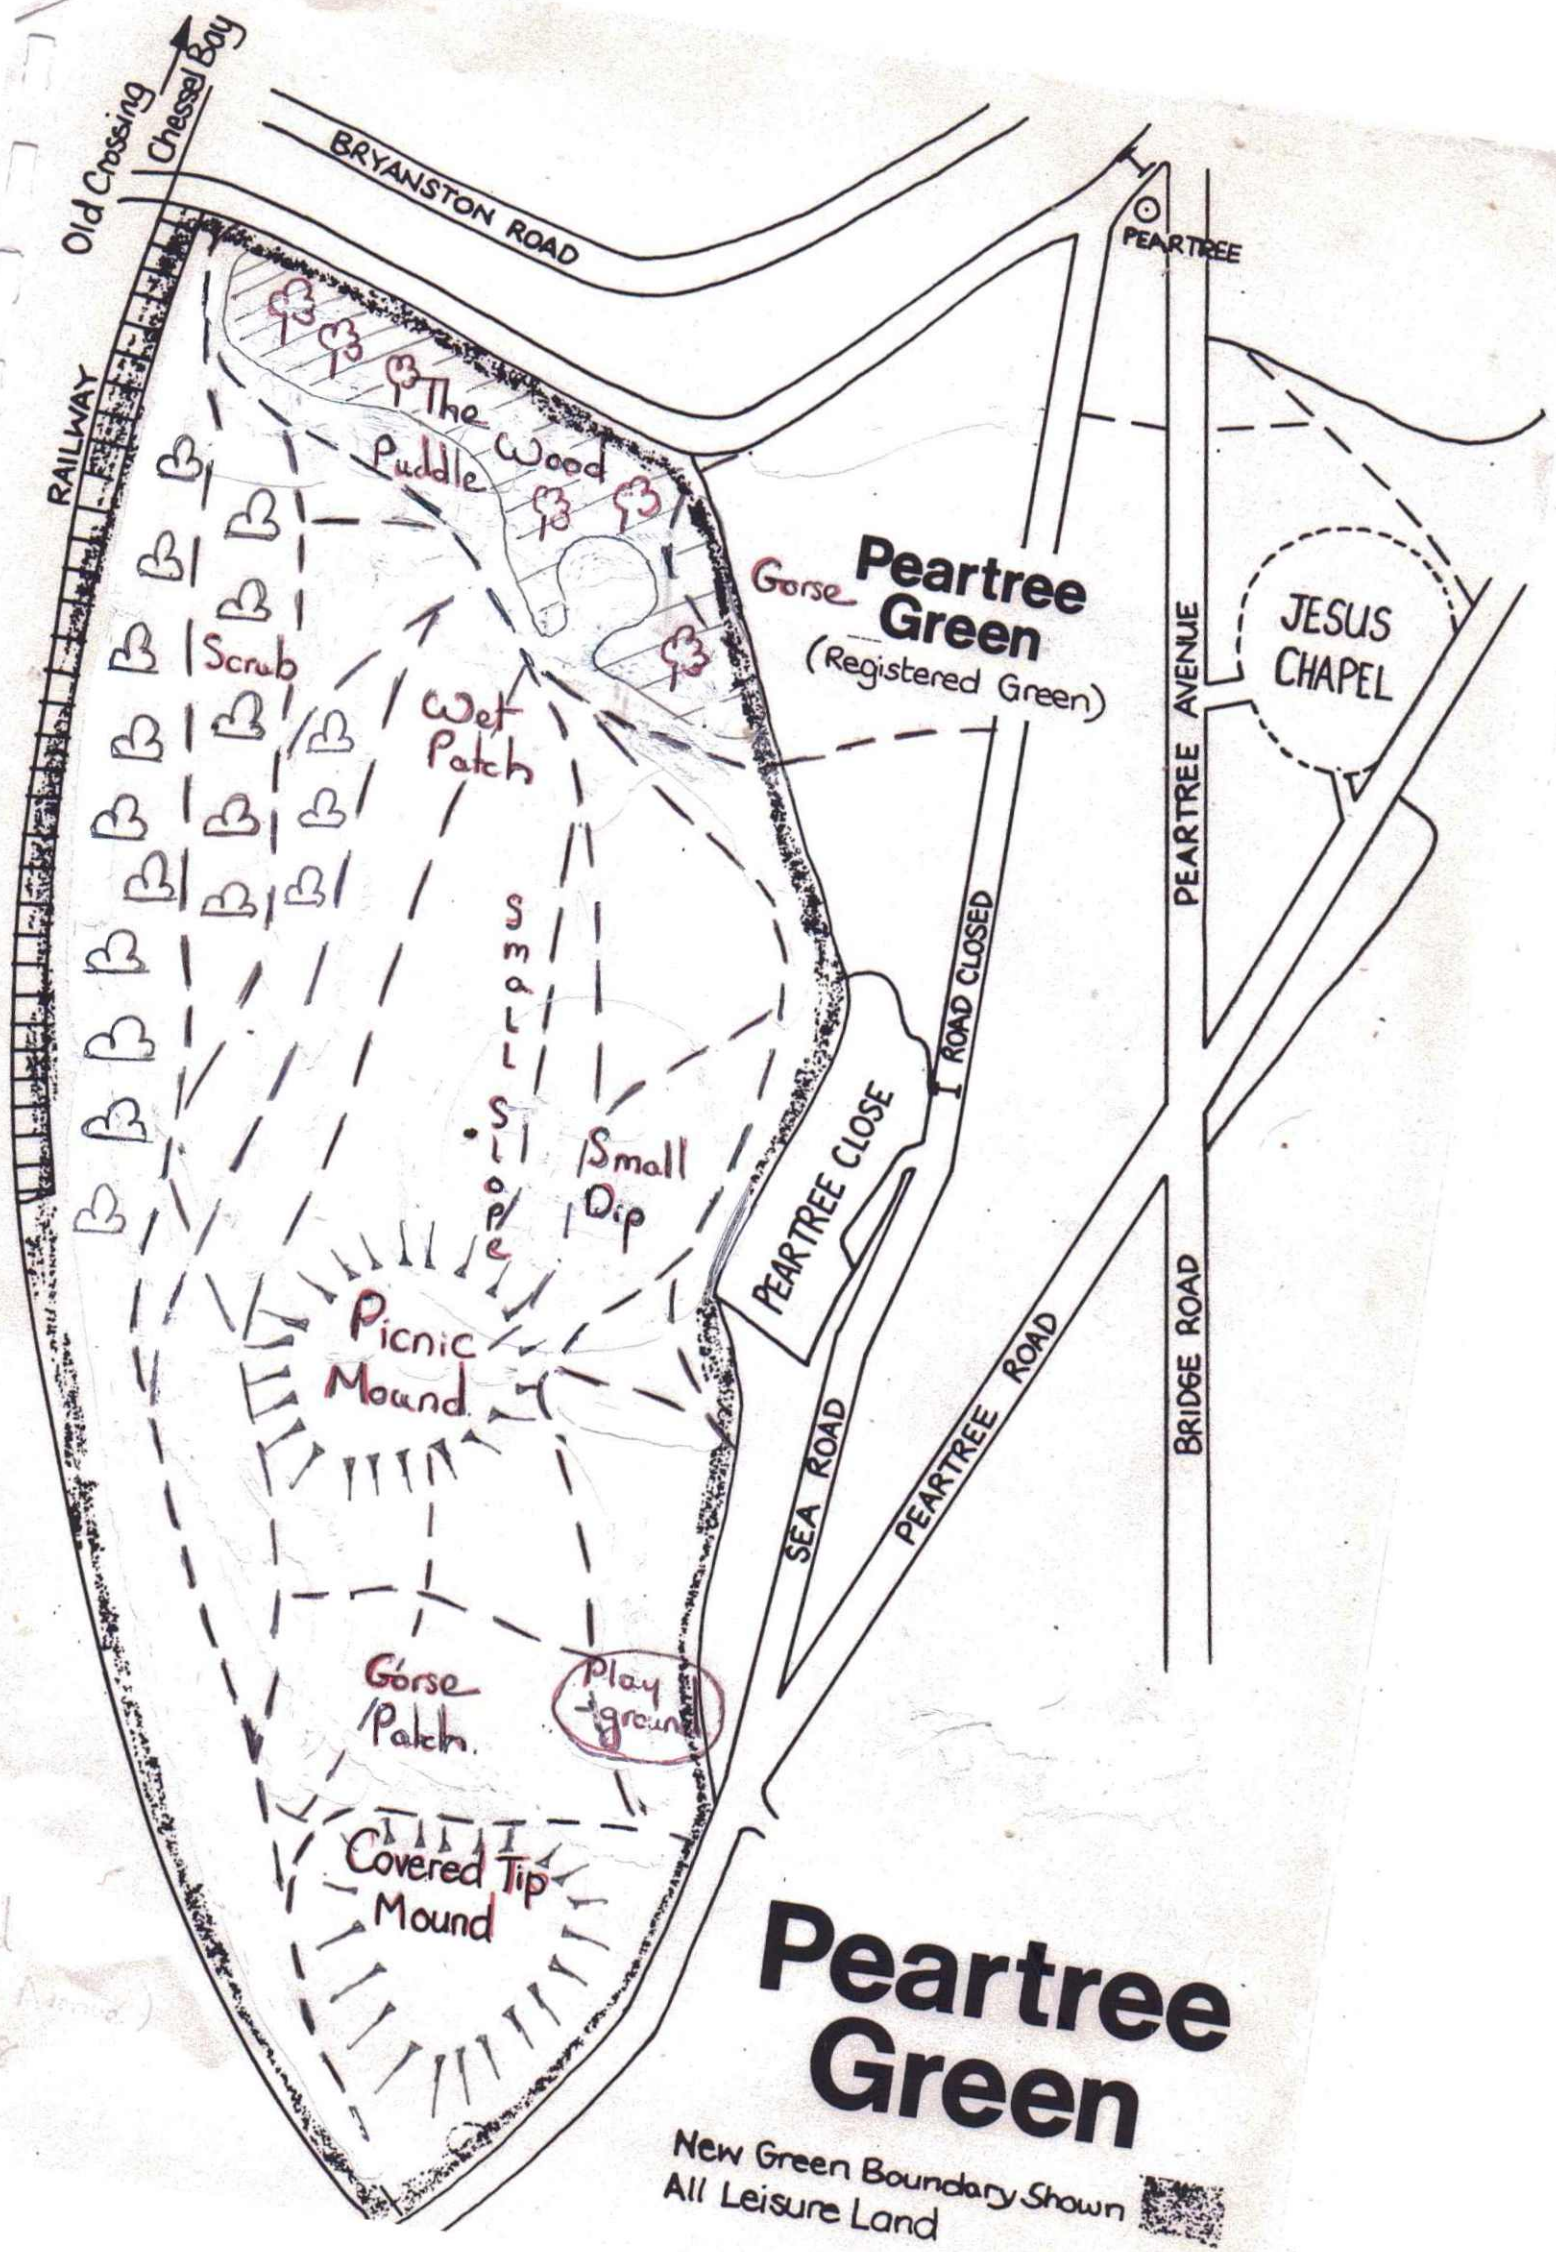 Old Crossing
Chessel Bay
BRYANSTON ROAD
PEARTREE
RAILWAY
The
Wood
Puddle
Gorse
Peartree
Green
(Registered Green)
JESUS
CHAPEL
PEARTREE AVENUE
Scrub
Wet
Patch
Small Slope
ROAD CLOSED
Small
Dip
PEARTREE CLOSE
Picnic
Mound
SEA ROAD
PEARTREE ROAD
BRIDGE ROAD
Gorse
Patch.
Play
-ground
Covered Tip
Mound
Peartree
Green
New Green Boundary Shown
All Leisure Land